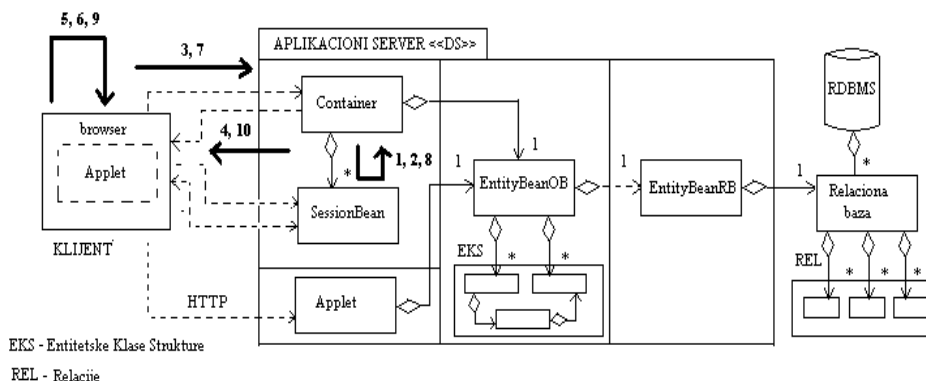 5, 6, 9
3, 7
APLIKACIONI SERVER <<DS>>
RDBMS
browser
Applet
Container
4, 10
1, 2, 8
*
1
1
1
1
*
SessionBean
EntityBeanOB
EntityBeanRB
Relaciona
baza
KLIJENT
EKS
*
*
REL
*
*
*
HTTP
Applet
EKS - Entitetske Klase Strukture
REL - Relacije